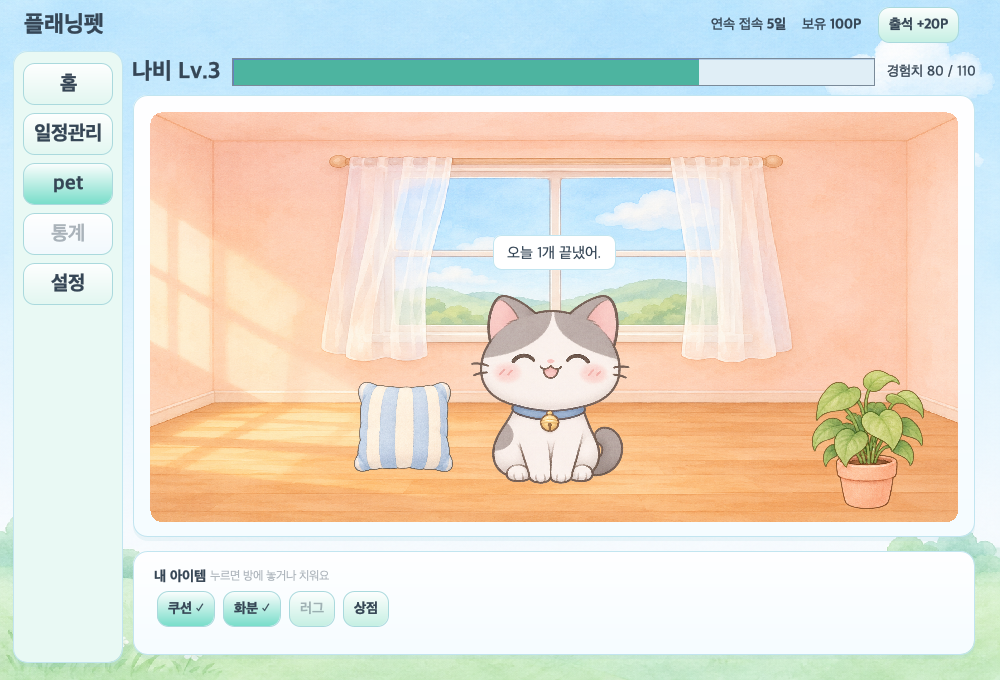 플래닝펫
연속 접속 5일 보유 100P 출석 +20P
홈
일정관리
pet
통계
설정
나비 Lv.3 경험치 80 / 110
오늘 1개 끝냈어.
내 아이템 누르면 방에 놓거나 치워요
쿠션 ✓ 화분 ✓ 러그 상점